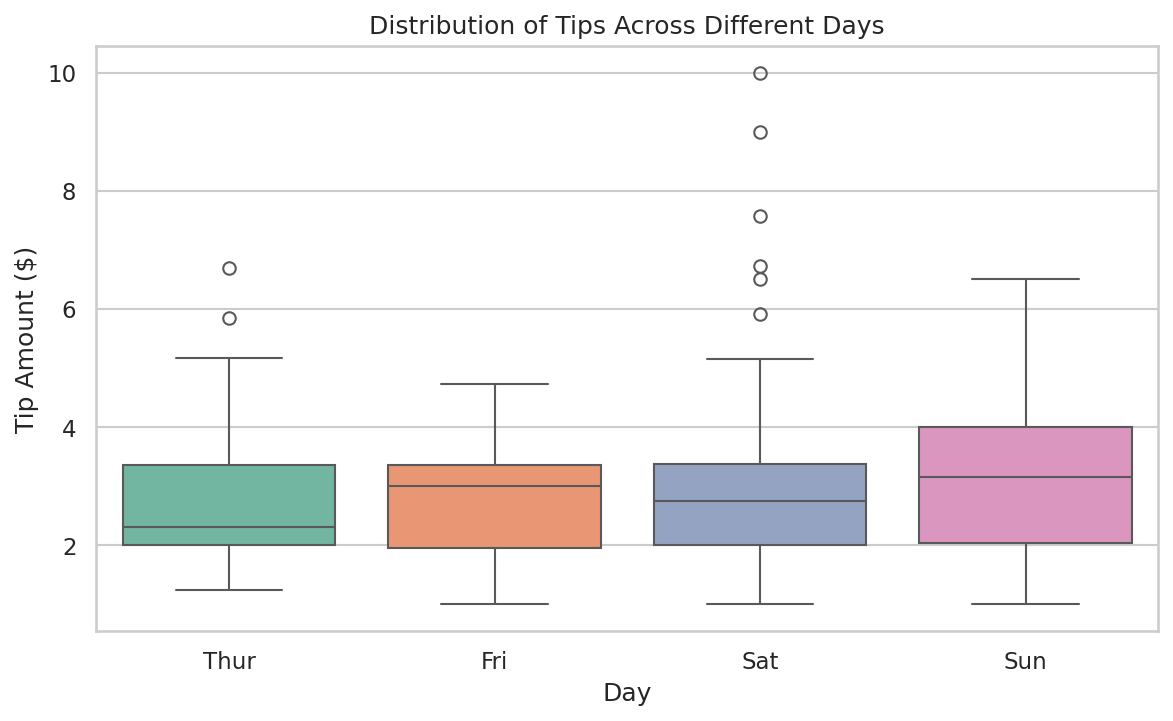 Distribution of Tips Across Different Days
Tip Amount ($)
10
8
6
4
2
Thur Fri Sat Sun
Day